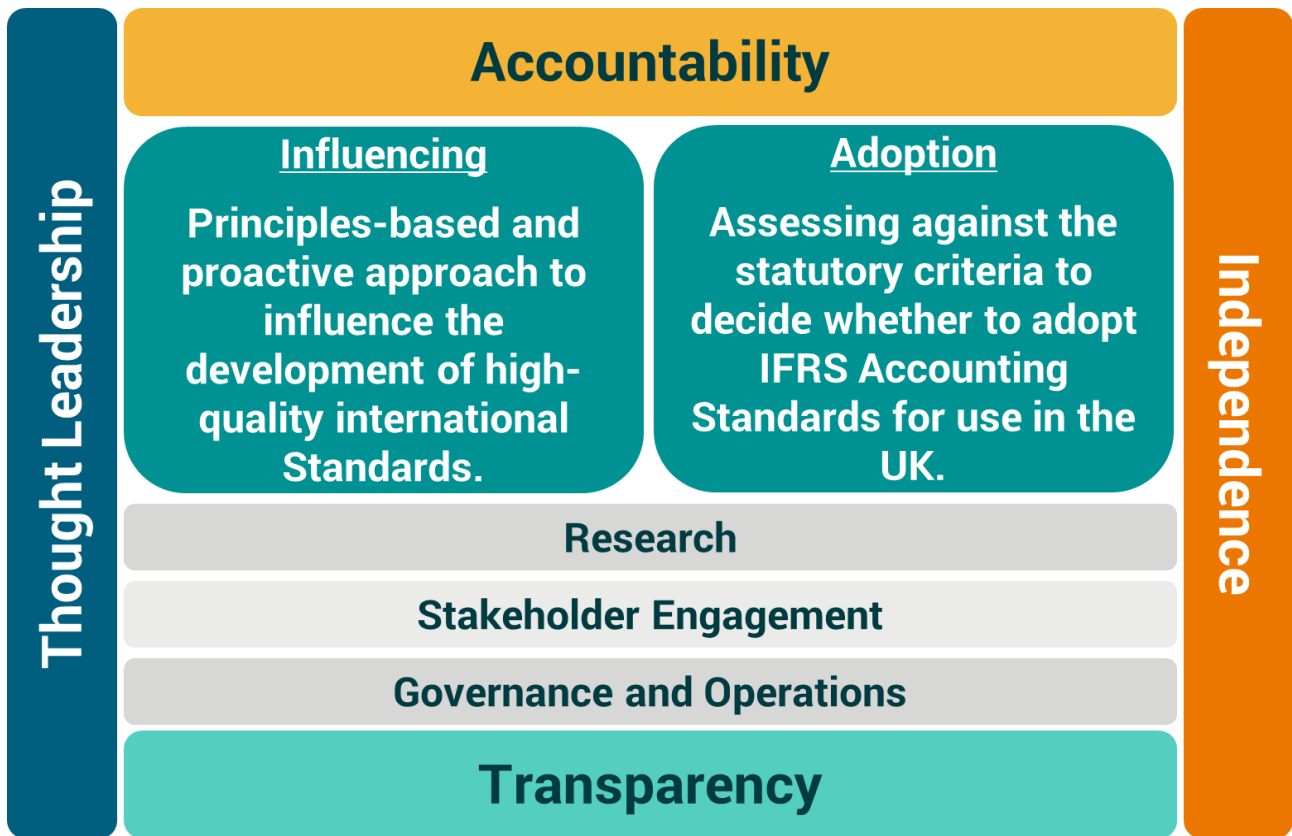 Accountability
Thought Leadership
Influencing
Principles-based and
proactive approach to
influence the
development of high-
quality international
Standards.
Adoption
Assessing against the
statutory criteria to
decide whether to adopt
IFRS Accounting
Standards for use in the
UK.
Independence
Research
Stakeholder Engagement
Governance and Operations
Transparency